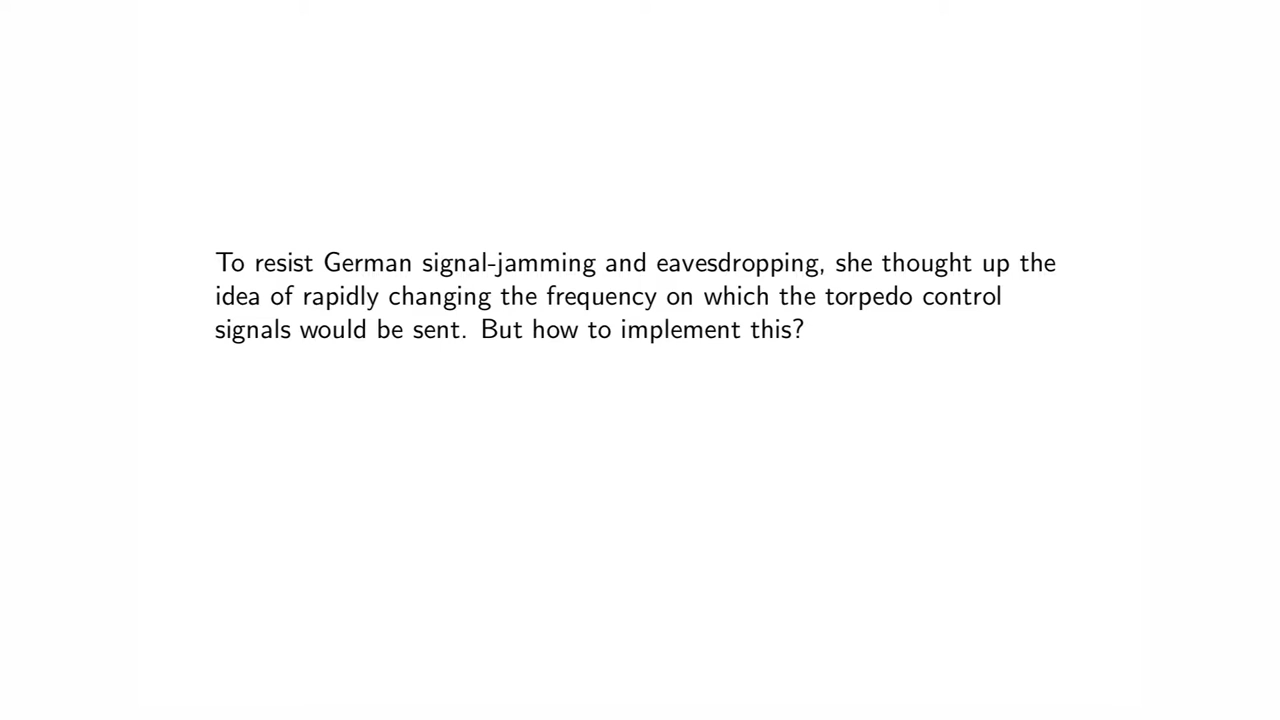 To resist German signal-jamming and eavesdropping, she thought up the
idea of rapidly changing the frequency on which the torpedo control
signals would be sent. But how to implement this?